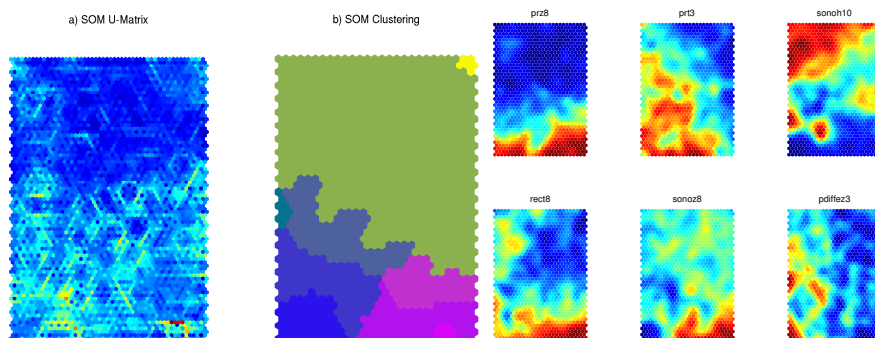 a) SOM U-Matrix
b) SOM Clustering
prz8
prt3
sonoh10
rect8
sonoz8
pdiffez3